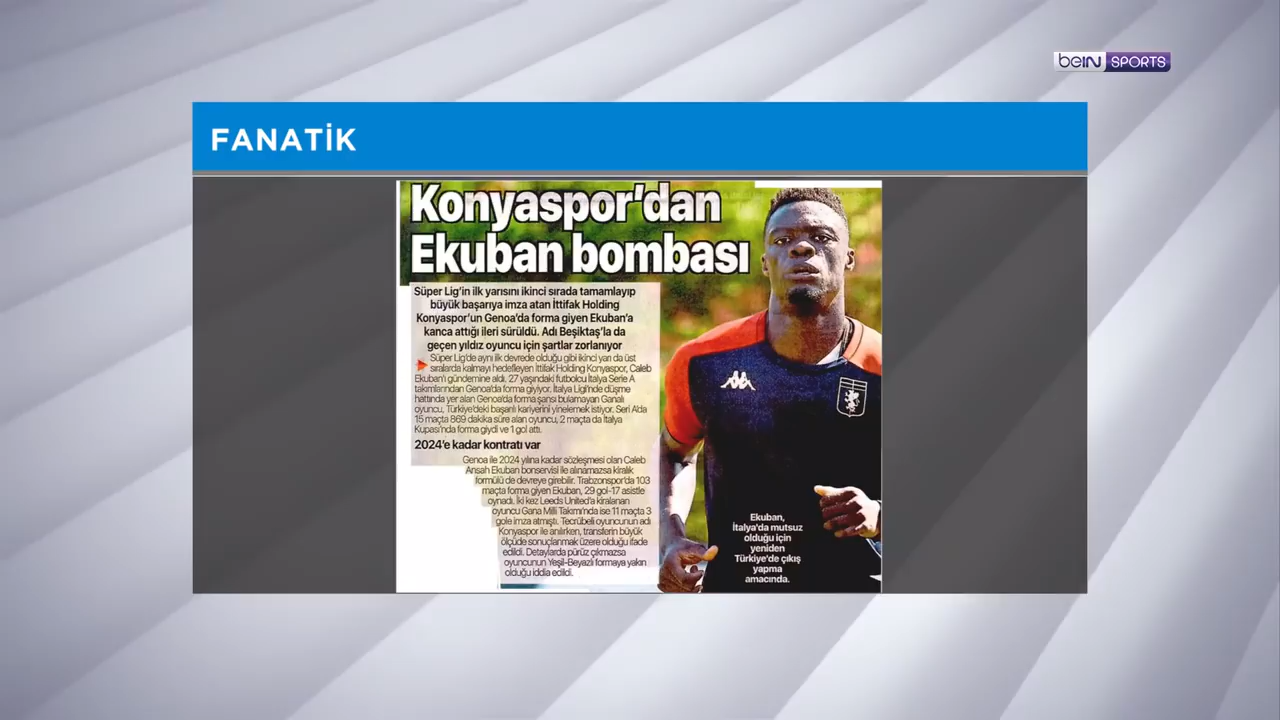 beIN SPORTS
FANATİK
Konyaspor'dan
Ekuban bombası
Süper Lig'in ilk yarısını ikinci sırada tamamlayıp
büyük başarıya imza atan İttifak Holding
Konyaspor'un Genoa'da forma giyen Ekuban'a
kanca attığı ileri sürüldü. Adı Beşiktaş'la da
geçen yıldız oyuncu için şartlar zorlanıyor
Süper Lig'de aynı ilk devrede olduğu gibi ikinci yarı da üst
sıralarda kalmayı hedefleyen İttifak Holding Konyaspor, Caleb
Ekuban'ı gündemine aldı. 27 yaşındaki futbolcu İtalya Serie A
takımlarından Genoa'da forma giyiyor. İtalya Ligi'nde düşme
hattında yer alan Genoa'da forma şansı bulamayan Ganalı
oyuncu, Türkiye'deki başarılı kariyerini yinelemek istiyor. Seri A'da
15 maçta 869 dakika süre alan oyuncu, 2 maçta da İtalya
Kupası'nda forma giydi ve 1 gol attı.
2024'e kadar kontratı var
Genoa ile 2024 yılına kadar sözleşmesi olan Caleb
Ansah Ekuban bonservisi ile alınamazsa kiralık
formülü de devreye girebilir. Trabzonspor'da 103
maçta forma giyen Ekuban, 29 gol-17 asistle
oynadı. İki kez Leeds United'a kiralanan
oyuncu Gana Milli Takımı'nda ise 11 maçta 3
gole imza atmıştı. Tecrübeli oyuncunun adı
Konyaspor ile anılırken, transferin büyük
ölçüde sonuçlanmak üzere olduğu ifade
edildi. Detaylarda pürüz çıkmazsa
oyuncunun Yeşil-Beyazlı formaya yakın
olduğu iddia edildi.
Ekuban,
İtalya'da mutsuz
olduğu için
yeniden
Türkiye'de çıkış
yapma
amacında.